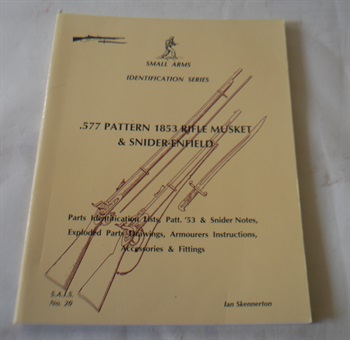 SMALL ARMS
IDENTIFICATION SERIES
.577 PATTERN 1853 RIFLE MUSKET
& SNIDER-ENFIELD
Parts Identification Lists, Patt. '53 & Snider Notes,
Exploded Parts Drawings, Armourers Instructions,
Accessories & Fittings
S.A.I.S.
No. 10
Ian Skennerton